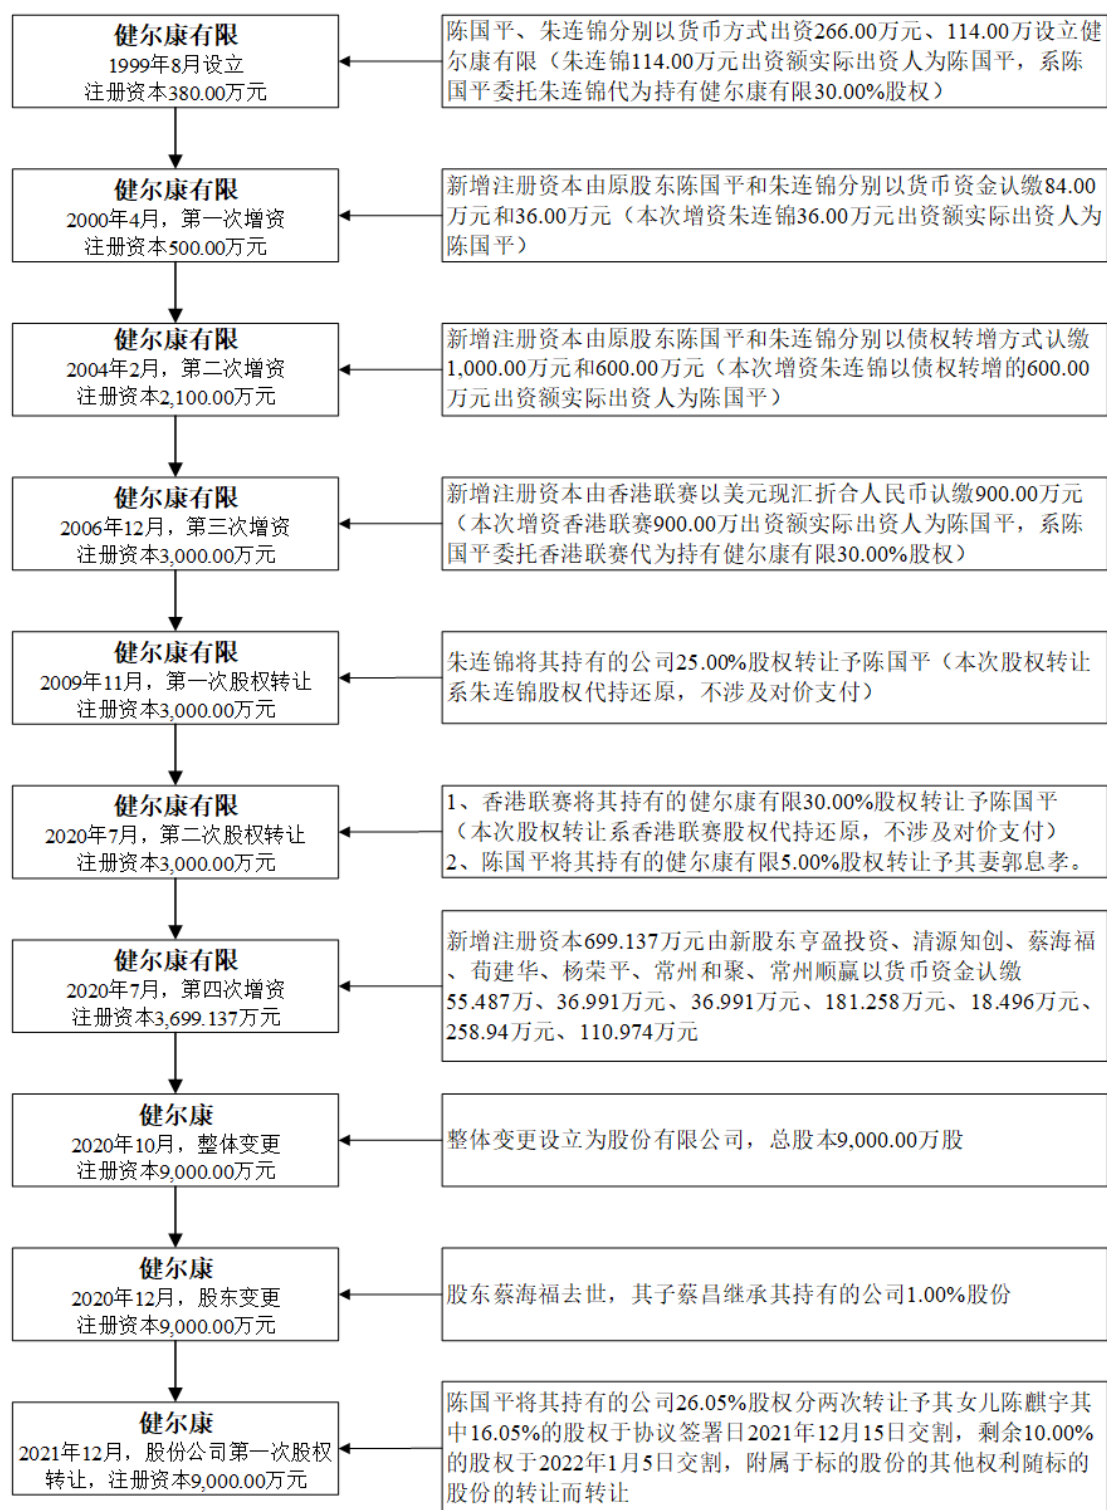 健尔康有限
1999年8月设立
注册资本380.00万元
陈国平、朱连锦分别以货币方式出资266.00万元、114.00万设立健
尔康有限（朱连锦114.00万元出资额实际出资人为陈国平，系陈
国平委托朱连锦代为持有健尔康有限30.00%股权）
健尔康有限
2000年4月，第一次增资
注册资本500.00万元
新增注册资本由原股东陈国平和朱连锦分别以货币资金认缴84.00
万元和36.00万元（本次增资朱连锦36.00万元出资额实际出资人为
陈国平）
健尔康有限
2004年2月，第二次增资
注册资本2,100.00万元
新增注册资本由原股东陈国平和朱连锦分别以债权转增方式认缴
1,000.00万元和600.00万元（本次增资朱连锦以债权转增的600.00
万元出资额实际出资人为陈国平）
健尔康有限
2006年12月，第三次增资
注册资本3,000.00万元
新增注册资本由香港联赛以美元现汇折合人民币认缴900.00万元
（本次增资香港联赛900.00万出资额实际出资人为陈国平，系陈
国平委托香港联赛代为持有健尔康有限30.00%股权）
健尔康有限
2009年11月，第一次股权转让
注册资本3,000.00万元
朱连锦将其持有的公司25.00%股权转让予陈国平（本次股权转让
系朱连锦股权代持还原，不涉及对价支付）
健尔康有限
2020年7月，第二次股权转让
注册资本3,000.00万元
1、香港联赛将其持有的健尔康有限30.00%股权转让予陈国平
（本次股权转让系香港联赛股权代持还原，不涉及对价支付）
2、陈国平将其持有的健尔康有限5.00%股权转让予其妻郭息孝。
健尔康有限
2020年7月，第四次增资
注册资本3,699.137万元
新增注册资本699.137万元由新股东亨盈投资、清源知创、蔡海福
、荀建华、杨荣平、常州和聚、常州顺赢以货币资金认缴
55.487万、36.991万元、36.991万元、181.258万元、18.496万元、
258.94万元、110.974万元
健尔康
2020年10月，整体变更
注册资本9,000.00万元
整体变更设立为股份有限公司，总股本9,000.00万股
健尔康
2020年12月，股东变更
注册资本9,000.00万元
股东蔡海福去世，其子蔡昌继承其持有的公司1.00%股份
健尔康
2021年12月，股份公司第一次股权
转让，注册资本9,000.00万元
陈国平将其持有的公司26.05%股权分两次转让予其女儿陈麒宇其
中16.05%的股权于协议签署日2021年12月15日交割，剩余10.00%
的股权于2022年1月5日交割，附属于标的股份的其他权利随标的
股份的转让而转让